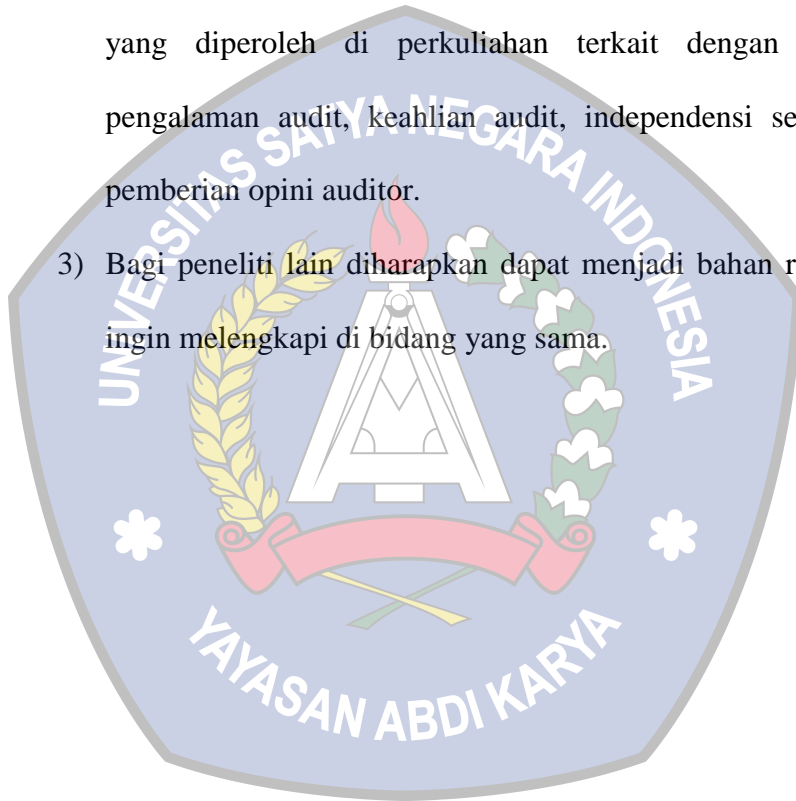 yang diperoleh di perkuliahan terkait dengan
pengalaman audit, keahlian audit, independensi se
pemberian opini auditor.
3) Bagi peneliti lain diharapkan dapat menjadi bahan r
ingin melengkapi di bidang yang sama.
UNIVERSITAS SATYA NEGARA INDONESIA
YAYASAN ABDI KARYA